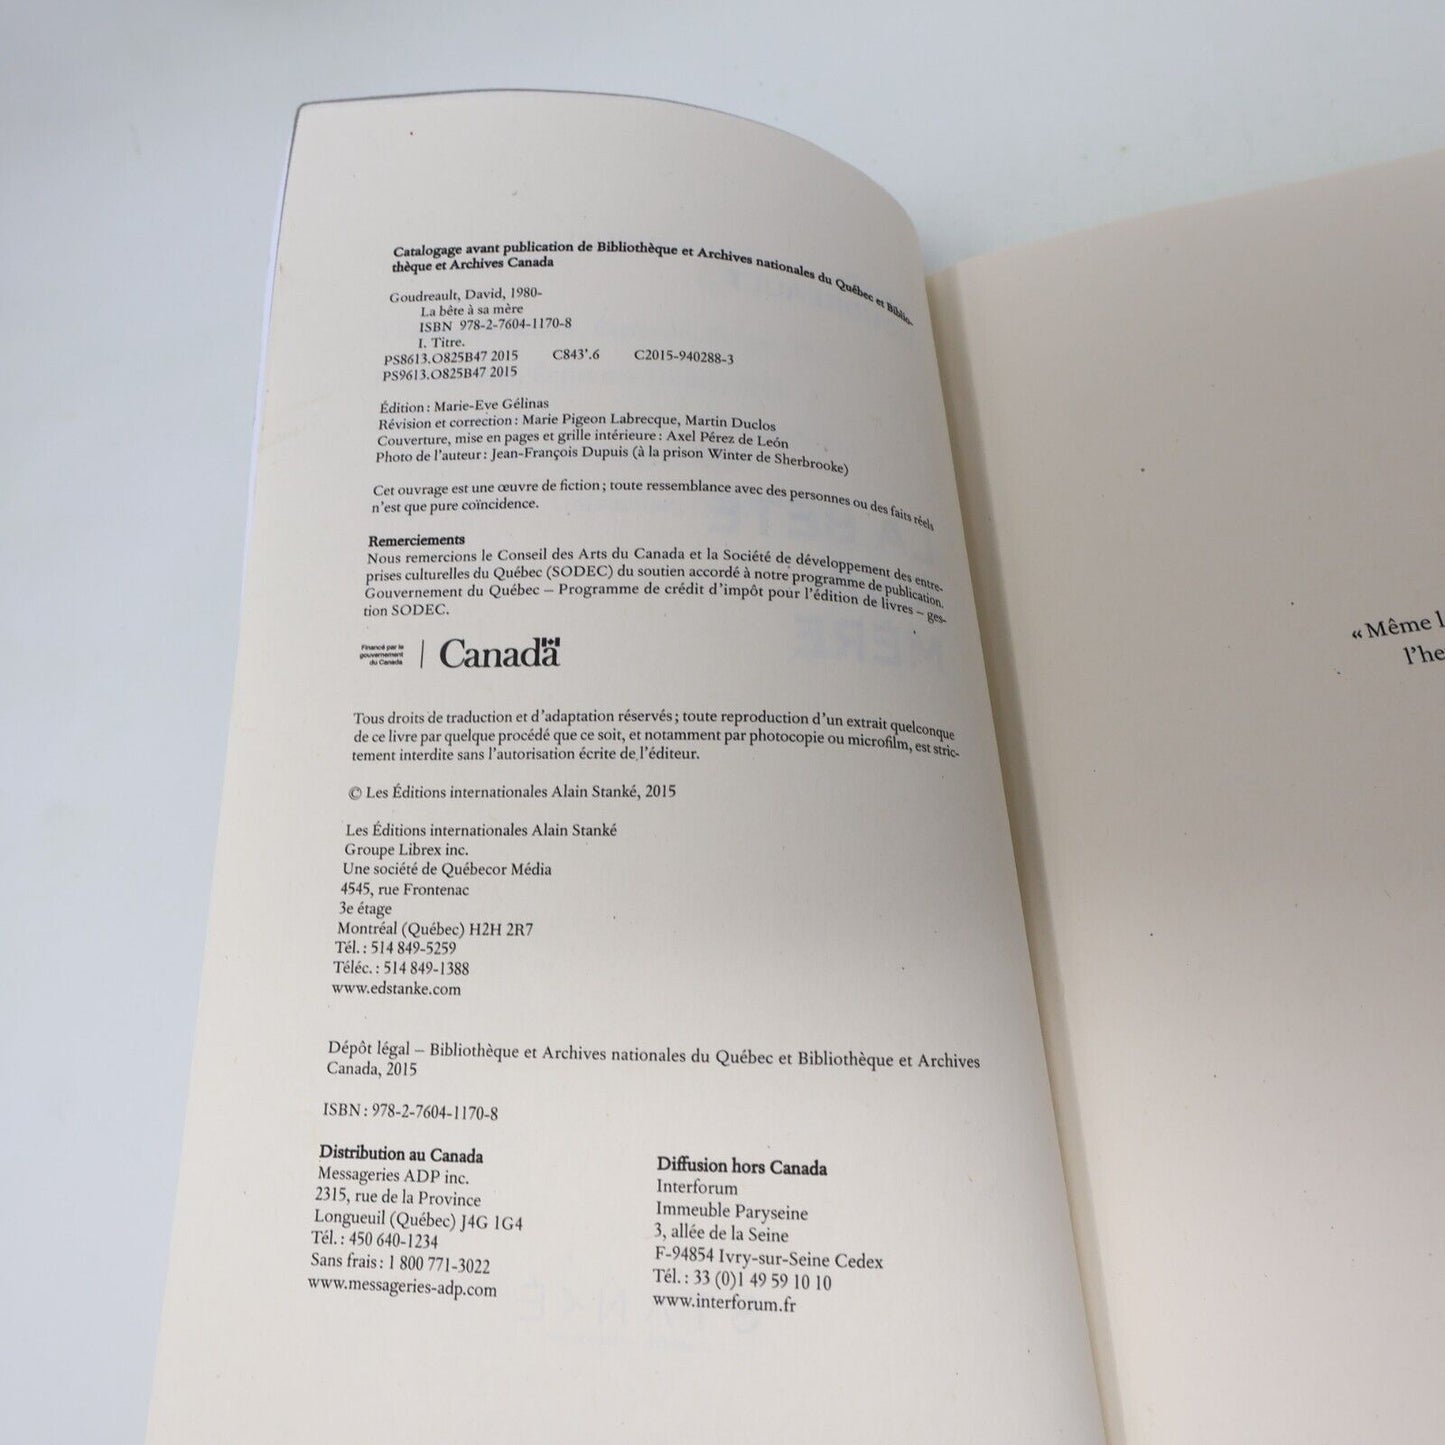 Catalogage avant publication de Bibliothèque et Archives nationales du Québec et Biblio-
thèque et Archives Canada
Goudreault, David, 1980-
La bête à sa mère
ISBN 978-2-7604-1170-8
I. Titre.
PS8613.O825B47 2015 C843'.6 C2015-940288-3
PS9613.O825B47 2015
Édition : Marie-Eve Gélinas
Révision et correction : Marie Pigeon Labrecque, Martin Duclos
Couverture, mise en pages et grille intérieure : Axel Pérez de León
Photo de l'auteur : Jean-François Dupuis (à la prison Winter de Sherbrooke)
Cet ouvrage est une œuvre de fiction ; toute ressemblance avec des personnes ou des faits réels
n'est que pure coïncidence.
Remerciements
Nous remercions le Conseil des Arts du Canada et la Société de développement des entre-
prises culturelles du Québec (SODEC) du soutien accordé à notre programme de publication.
Gouvernement du Québec – Programme de crédit d'impôt pour l'édition de livres – ges-
tion SODEC.
Financé par le
gouvernement
du Canada
Canada
Tous droits de traduction et d'adaptation réservés ; toute reproduction d'un extrait quelconque
de ce livre par quelque procédé que ce soit, et notamment par photocopie ou microfilm, est stric-
tement interdite sans l'autorisation écrite de l'éditeur.
© Les Éditions internationales Alain Stanké, 2015
Les Éditions internationales Alain Stanké
Groupe Librex inc.
Une société de Québecor Média
4545, rue Frontenac
3e étage
Montréal (Québec) H2H 2R7
Tél. : 514 849-5259
Téléc. : 514 849-1388
www.edstanke.com
Dépôt légal – Bibliothèque et Archives nationales du Québec et Bibliothèque et Archives
Canada, 2015
ISBN : 978-2-7604-1170-8
Distribution au Canada
Messageries ADP inc.
2315, rue de la Province
Longueuil (Québec) J4G 1G4
Tél. : 450 640-1234
Sans frais : 1 800 771-3022
www.messageries-adp.com
Diffusion hors Canada
Interforum
Immeuble Paryseine
3, allée de la Seine
F-94854 Ivry-sur-Seine Cedex
Tél. : 33 (0)1 49 59 10 10
www.interforum.fr
« Même l
l'he